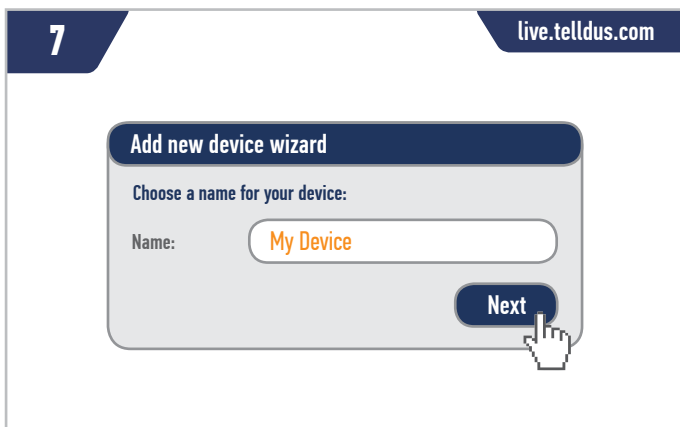 7
live.telldus.com
Add new device wizard
Choose a name for your device:
Name:
My Device
Next